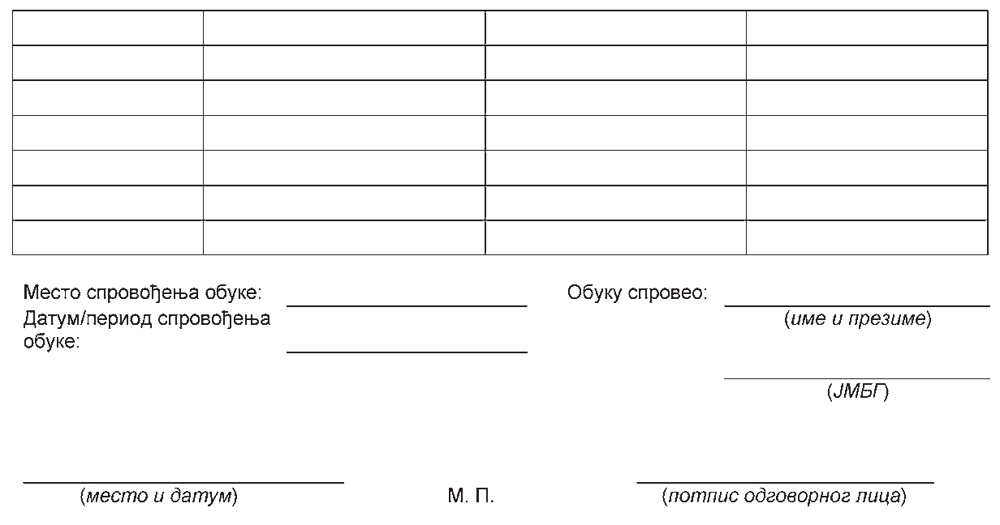 Место спровођења обуке: Обуку спровео:
Датум/период спровођења (име и презиме)
обуке:
(ЈМБГ)
(место и датум) М. П. (потпис одговорног лица)